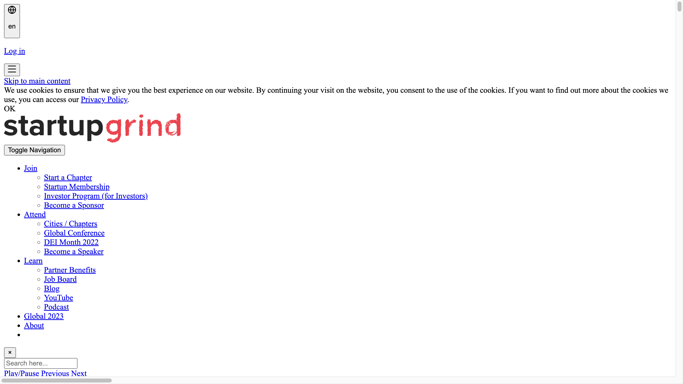 en
Log in
Skip to main content
We use cookies to ensure that we give you the best experience on our website. By continuing your visit on the website, you consent to the use of the cookies. If you want to find out more about the cookies we
use, you can access our Privacy Policy.
OK
startupgrind
Toggle Navigation
Join
Start a Chapter
Startup Membership
Investor Program (for Investors)
Become a Sponsor
Attend
Cities / Chapters
Global Conference
DEI Month 2022
Become a Speaker
Learn
Partner Benefits
Job Board
Blog
YouTube
Podcast
Global 2023
About
×
Search here...
Play/Pause Previous Next